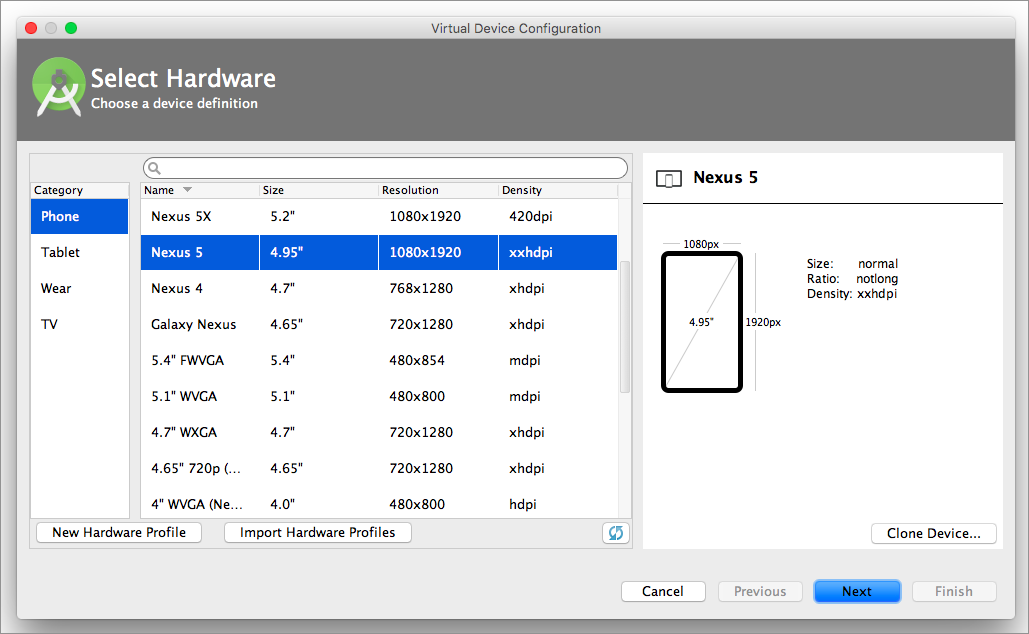 Virtual Device Configuration
Select Hardware
Choose a device definition
Category
Phone
Tablet
Wear
TV
Name Size Resolution Density
Nexus 5X 5.2" 1080x1920 420dpi
Nexus 5 4.95" 1080x1920 xxhdpi
Nexus 4 4.7" 768x1280 xhdpi
Galaxy Nexus 4.65" 720x1280 xhdpi
5.4" FWVGA 5.4" 480x854 mdpi
5.1" WVGA 5.1" 480x800 mdpi
4.7" WXGA 4.7" 720x1280 xhdpi
4.65" 720p (... 4.65" 720x1280 xhdpi
4" WVGA (Ne... 4.0" 480x800 hdpi
New Hardware Profile Import Hardware Profiles
Nexus 5
1080px
4.95"
1920px
Size: normal
Ratio: notlong
Density: xxhdpi
Clone Device...
Cancel Previous Next Finish